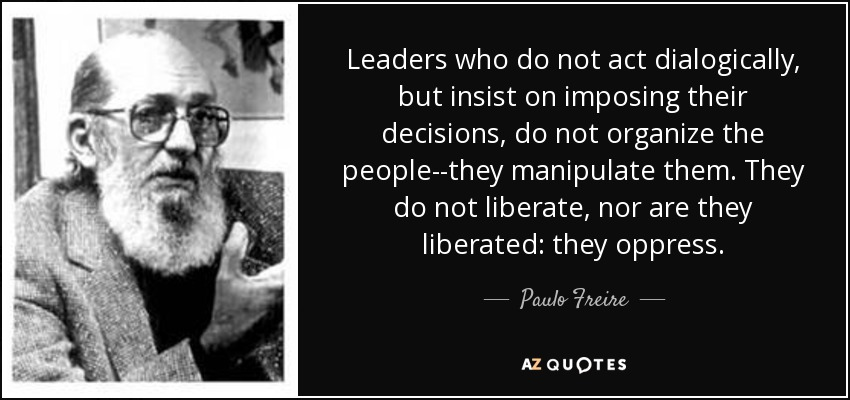 Leaders who do not act dialogically,
but insist on imposing their
decisions, do not organize the
people--they manipulate them. They
do not liberate, nor are they
liberated: they oppress.
Paulo Freire
AZ QUOTES